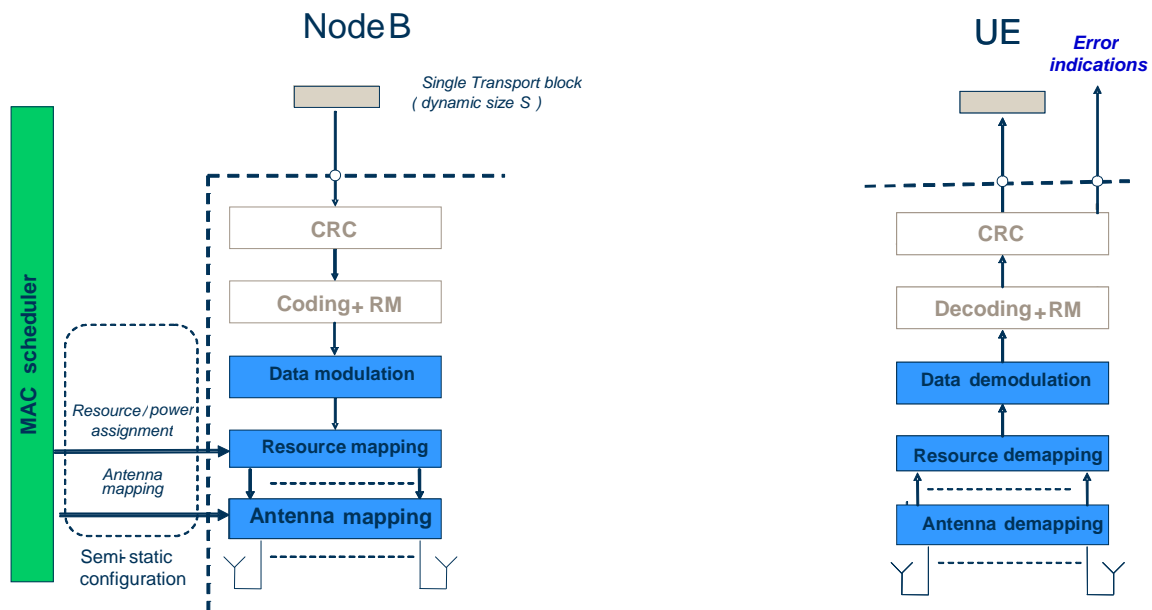 Node B
UE
Error
indications
Single Transport block
( dynamic size S )
MAC scheduler
CRC
Coding+ RM
Data modulation
Resource/ power
assignment
Resource mapping
Antenna
mapping
Antenna mapping
Semi-static
configuration
CRC
Decoding+RM
Data demodulation
Resource demapping
Antenna demapping